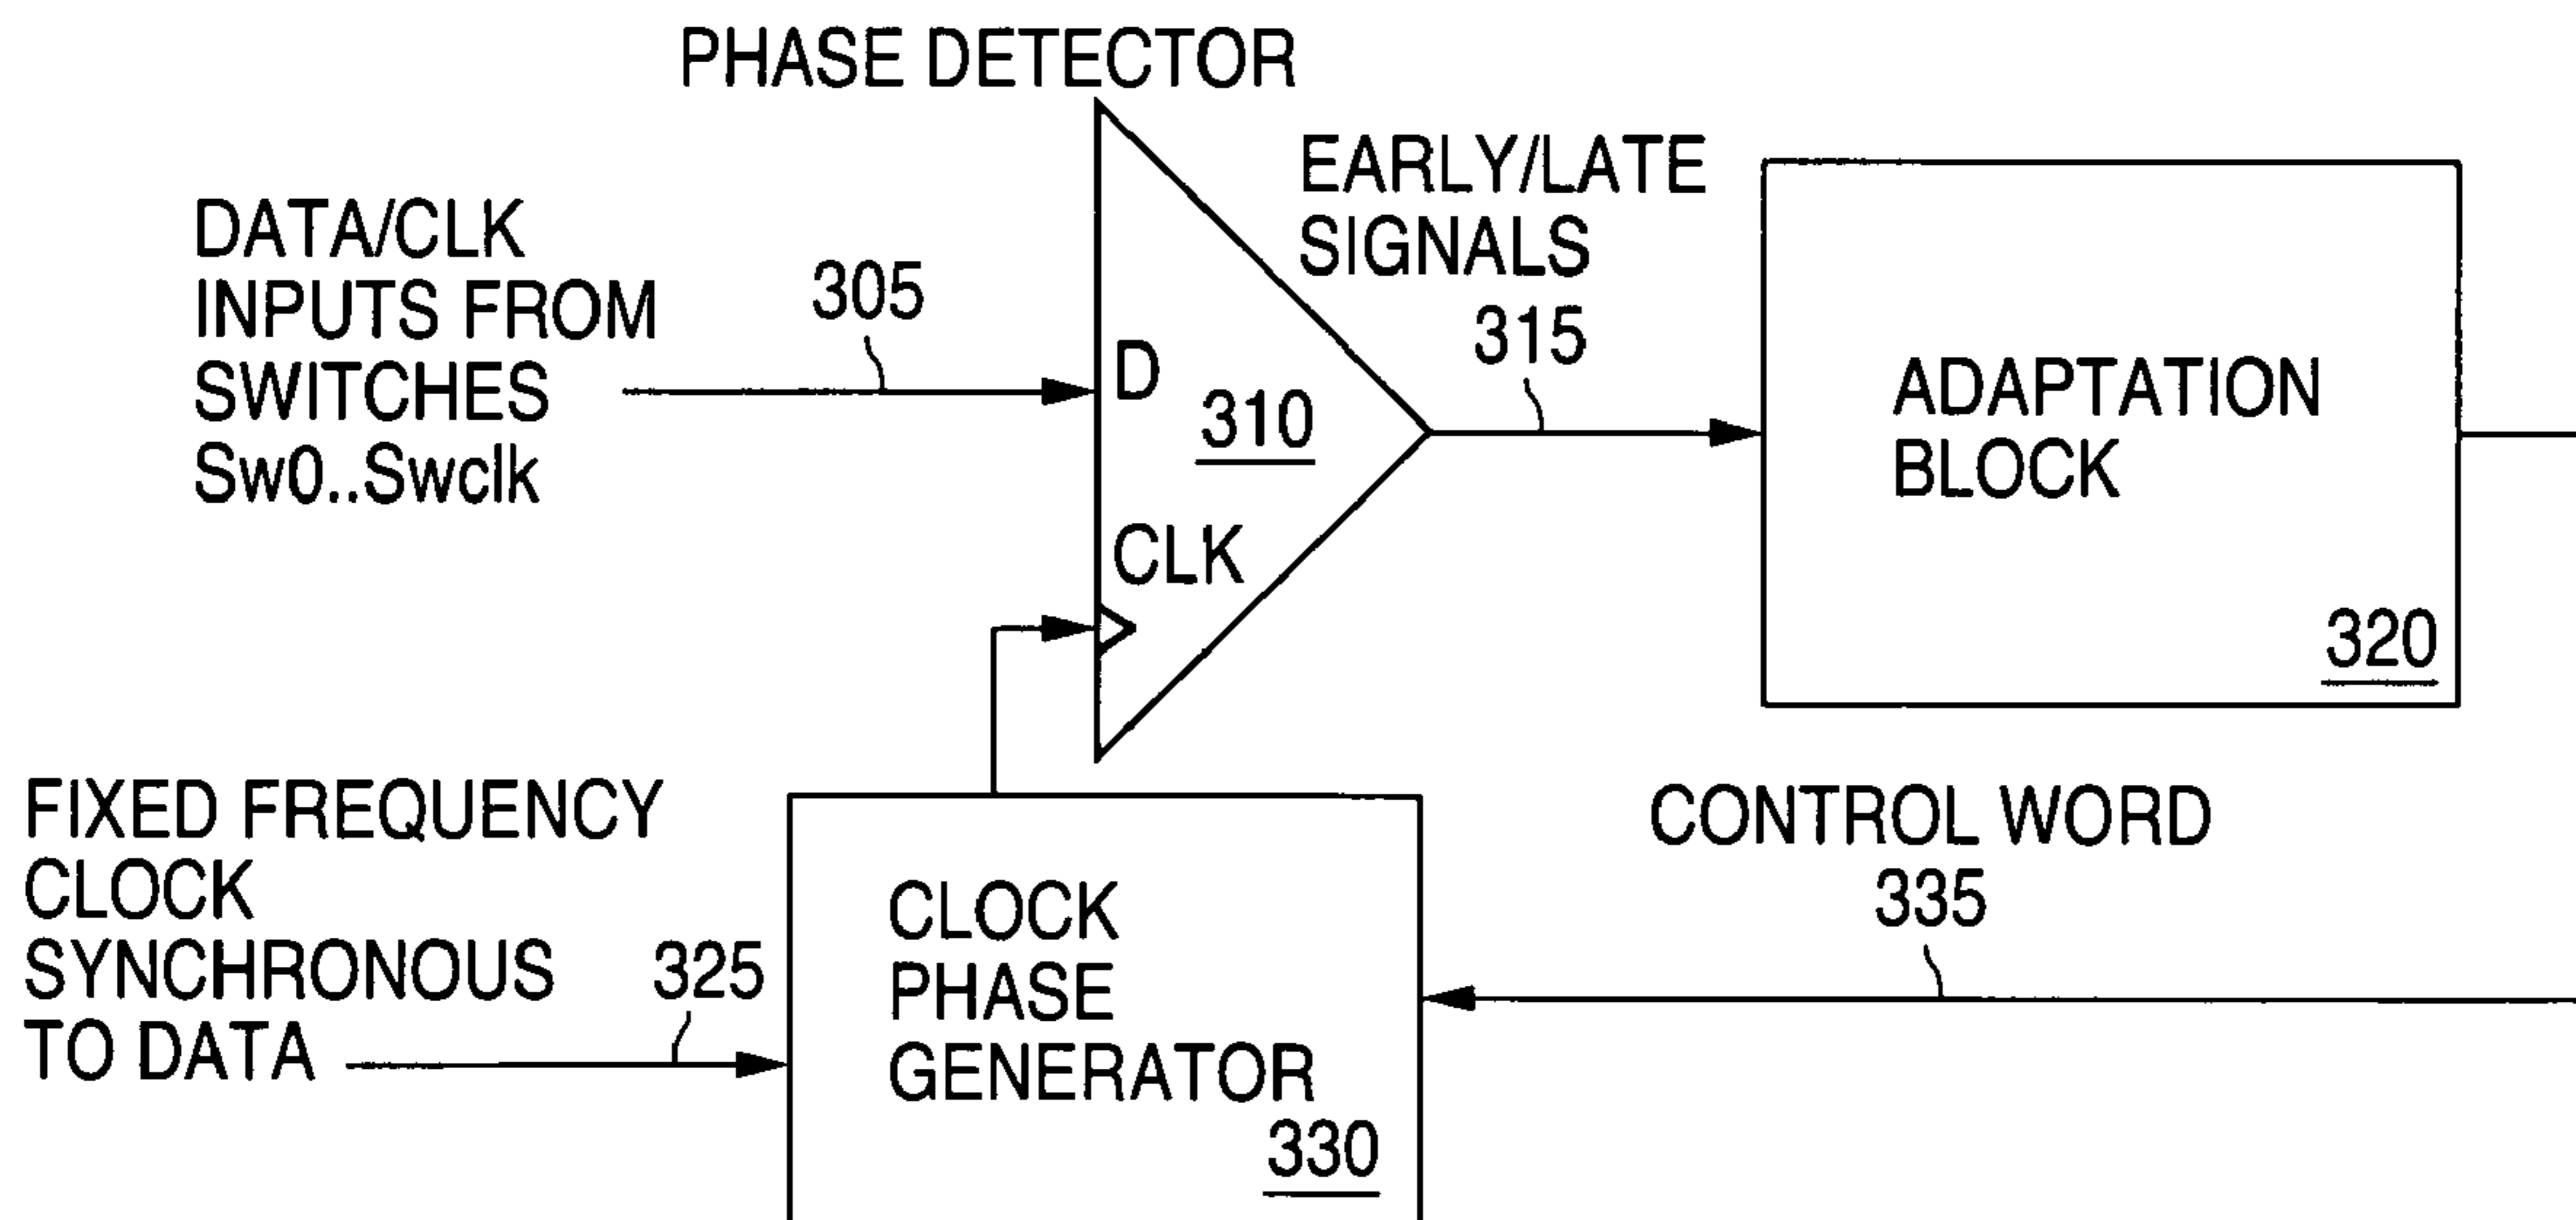 PHASE DETECTOR
DATA/CLK
INPUTS FROM
SWITCHES
Sw0..Swclk
305
D
310
CLK
EARLY/LATE
SIGNALS
315
ADAPTATION
BLOCK
320
FIXED FREQUENCY
CLOCK
SYNCHRONOUS
TO DATA
325
CLOCK
PHASE
GENERATOR
330
CONTROL WORD
335